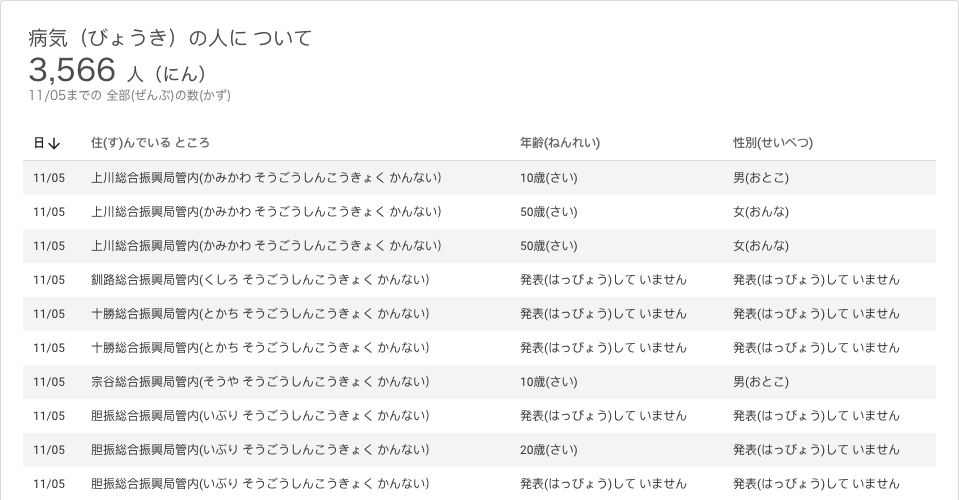 病気（びょうき）の人に ついて
3,566 人（にん）
11/05までの 全部(ぜんぶ)の数(かず)
日↓ 住(す)んでいる ところ 年齢(ねんれい) 性別(せいべつ)
11/05 上川総合振興局管内(かみかわ そうごうしんこうきょく かんない) 10歳(さい) 男(おとこ)
11/05 上川総合振興局管内(かみかわ そうごうしんこうきょく かんない) 50歳(さい) 女(おんな)
11/05 上川総合振興局管内(かみかわ そうごうしんこうきょく かんない) 50歳(さい) 女(おんな)
11/05 釧路総合振興局管内(くしろ そうごうしんこうきょく かんない) 発表(はっぴょう)して いません 発表(はっぴょう)して いません
11/05 十勝総合振興局管内(とかち そうごうしんこうきょく かんない) 発表(はっぴょう)して いません 発表(はっぴょう)して いません
11/05 十勝総合振興局管内(とかち そうごうしんこうきょく かんない) 発表(はっぴょう)して いません 発表(はっぴょう)して いません
11/05 宗谷総合振興局管内(そうや そうごうしんこうきょく かんない) 10歳(さい) 男(おとこ)
11/05 胆振総合振興局管内(いぶり そうごうしんこうきょく かんない) 発表(はっぴょう)して いません 発表(はっぴょう)して いません
11/05 胆振総合振興局管内(いぶり そうごうしんこうきょく かんない) 20歳(さい) 発表(はっぴょう)して いません
11/05 胆振総合振興局管内(いぶり そうごうしんこうきょく かんない) 発表(はっぴょう)して いません 発表(はっぴょう)して いません